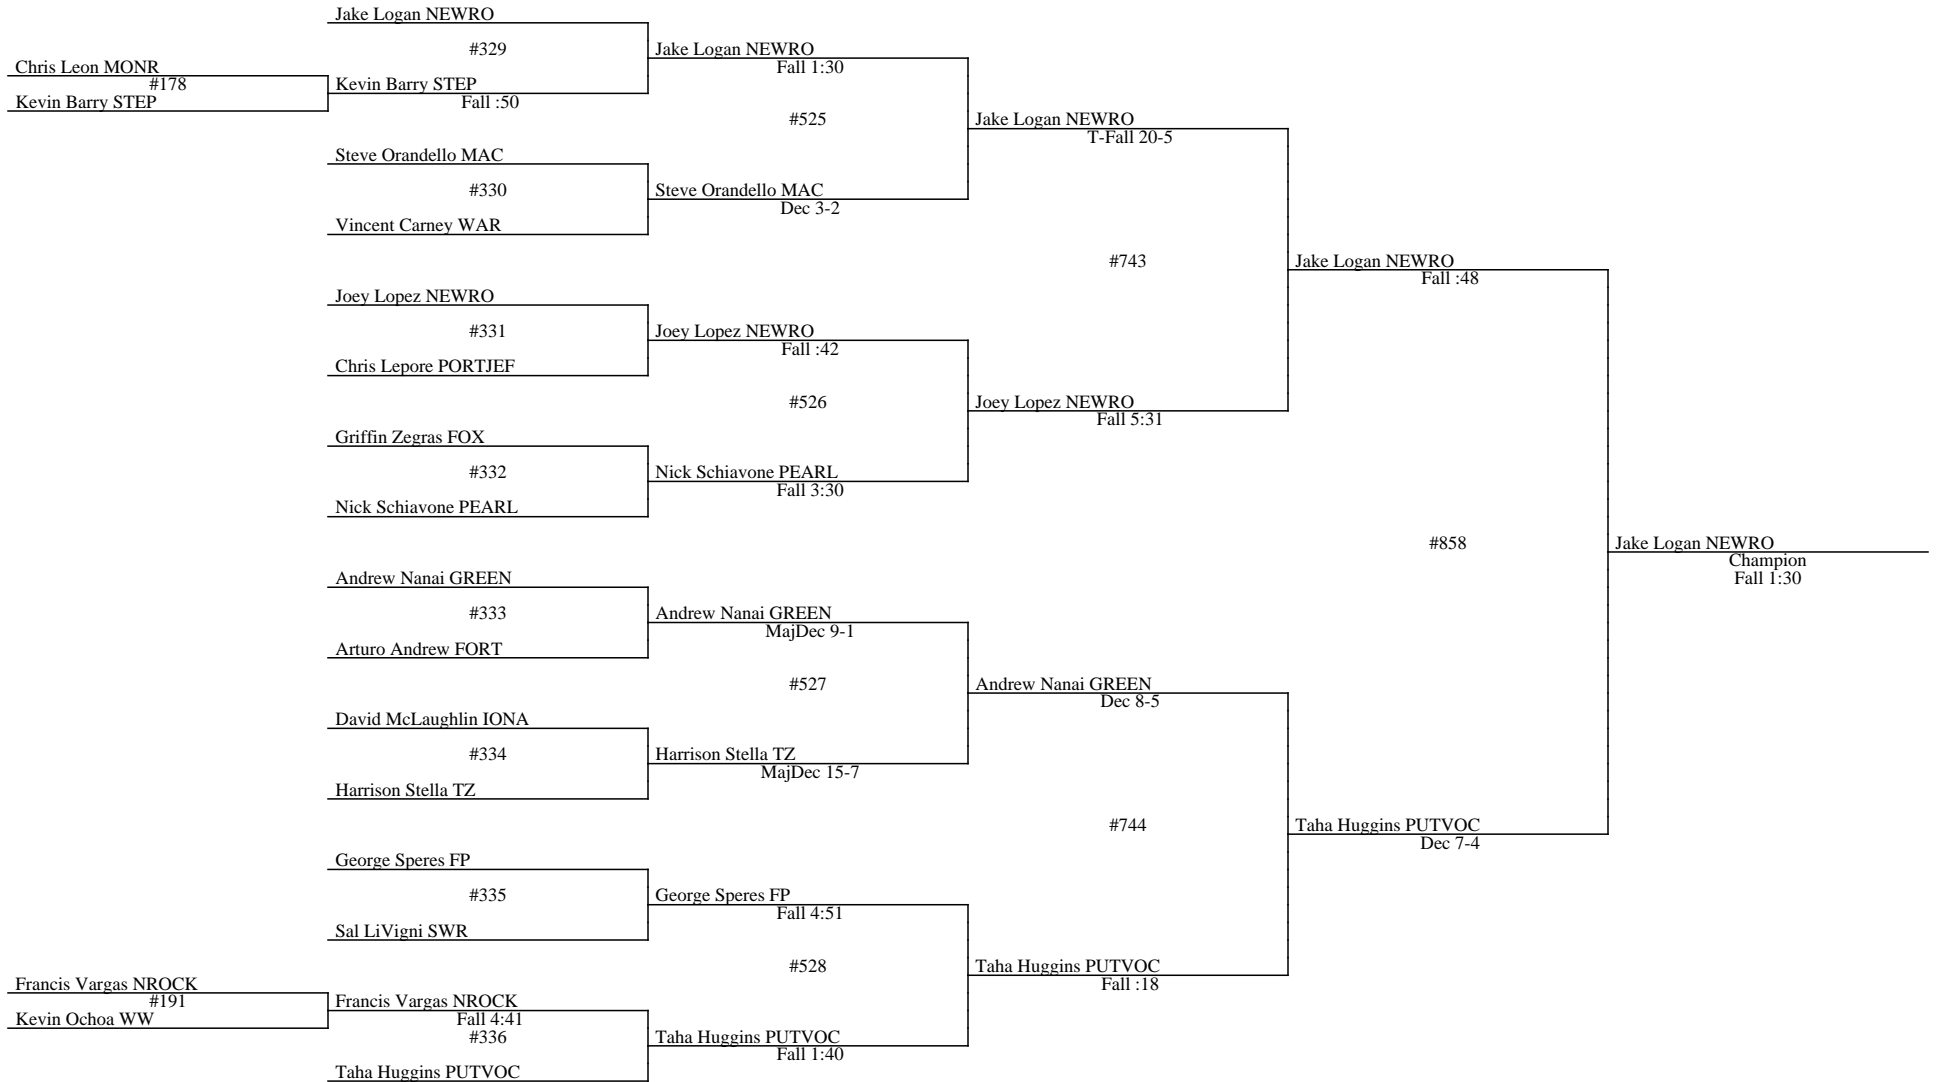 Jake Logan NEWRO
#329
Jake Logan NEWRO
Fall 1:30
Chris Leon MONR
#178
Kevin Barry STEP
Kevin Barry STEP
Fall :50
#525
Jake Logan NEWRO
T-Fall 20-5
Steve Orandello MAC
#330
Steve Orandello MAC
Dec 3-2
Vincent Carney WAR
#743
Jake Logan NEWRO
Fall :48
Joey Lopez NEWRO
#331
Joey Lopez NEWRO
Fall :42
Chris Lepore PORTJEF
#526
Joey Lopez NEWRO
Fall 5:31
Griffin Zegras FOX
#332
Nick Schiavone PEARL
Fall 3:30
Nick Schiavone PEARL
#858
Jake Logan NEWRO
Champion
Fall 1:30
Andrew Nanai GREEN
#333
Andrew Nanai GREEN
MajDec 9-1
Arturo Andrew FORT
#527
Andrew Nanai GREEN
Dec 8-5
David McLaughlin IONA
#334
Harrison Stella TZ
MajDec 15-7
Harrison Stella TZ
#744
Taha Huggins PUTVOC
Dec 7-4
George Speres FP
#335
George Speres FP
Fall 4:51
Sal LiVigni SWR
#528
Taha Huggins PUTVOC
Fall :18
Francis Vargas NROCK
#191
Kevin Ochoa WW
Francis Vargas NROCK
Fall 4:41
#336
Taha Huggins PUTVOC
Fall 1:40
Taha Huggins PUTVOC